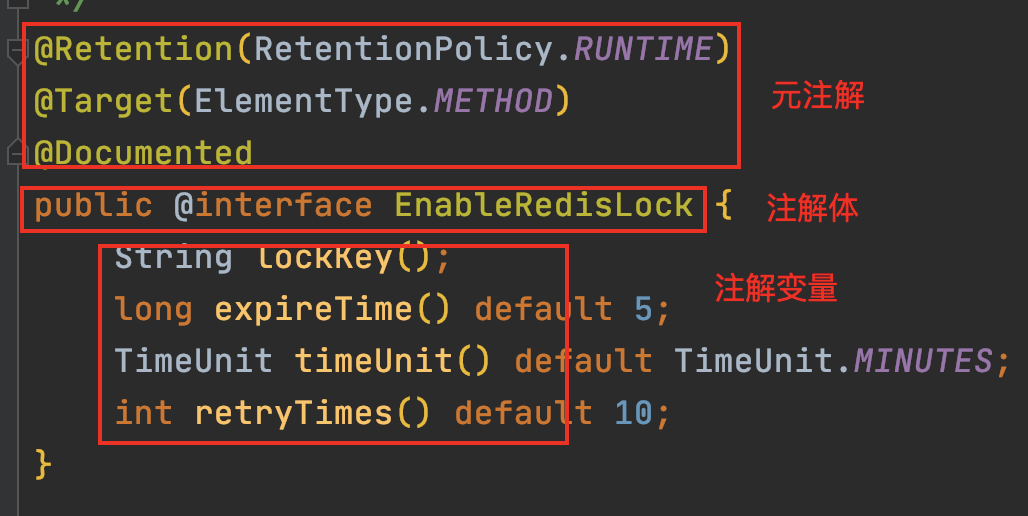 */
@Retention(RetentionPolicy.RUNTIME)
@Target(ElementType.METHOD)
元注解
@Documented
public @interface EnableRedisLock {
注解体
String lockKey();
注解变量
long expireTime() default 5;
TimeUnit timeUnit() default TimeUnit.MINUTES;
int retryTimes() default 10;
}